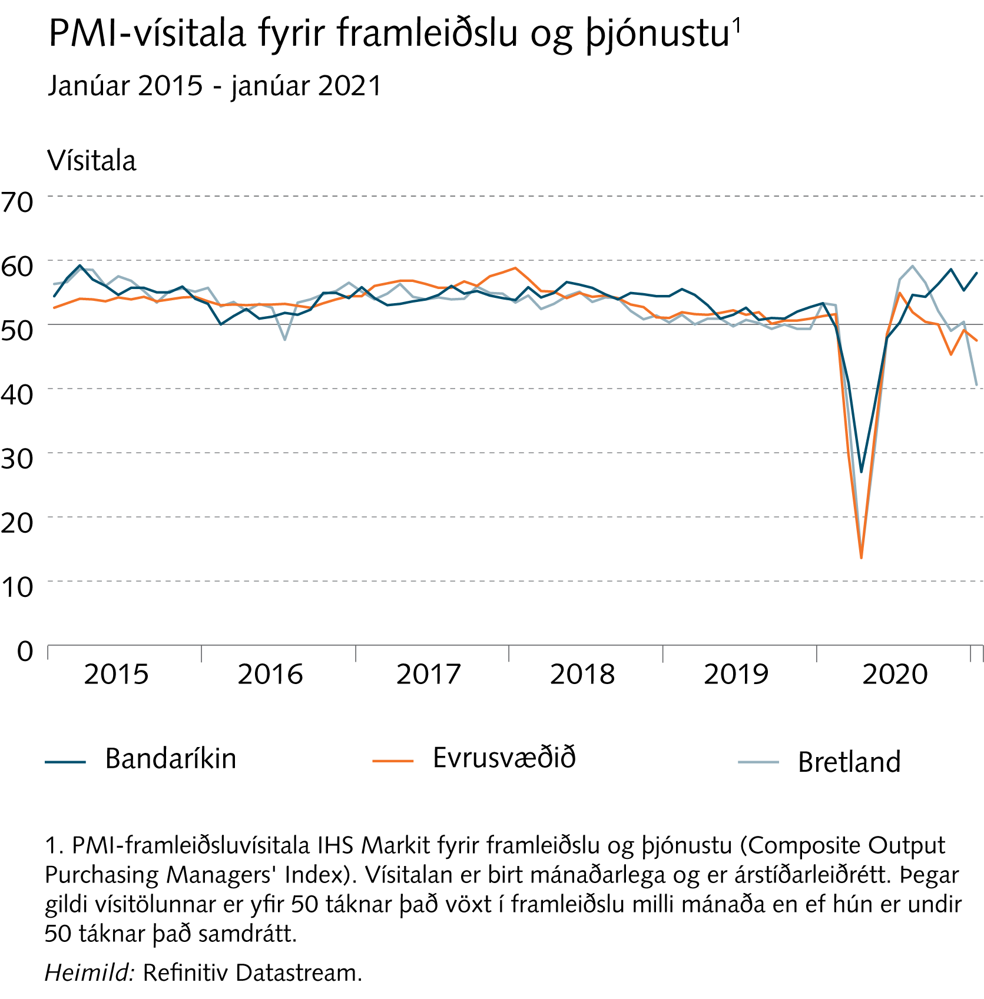 PMI-vísitala fyrir framleiðslu og þjónustu¹
Janúar 2015 - janúar 2021
Vísitala
70
60
50
40
30
20
10
0
2015 2016 2017 2018 2019 2020
Bandaríkin Evrusvæðið Bretland
1. PMI-framleiðsluvísitala IHS Markit fyrir framleiðslu og þjónustu (Composite Output
Purchasing Managers' Index). Vísitalan er birt mánaðarlega og er árstíðarleiðrétt. Þegar
gildi vísitölunnar er yfir 50 táknar það vöxt í framleiðslu milli mánaða en ef hún er undir
50 táknar það samdrátt.
Heimild: Refinitiv Datastream.